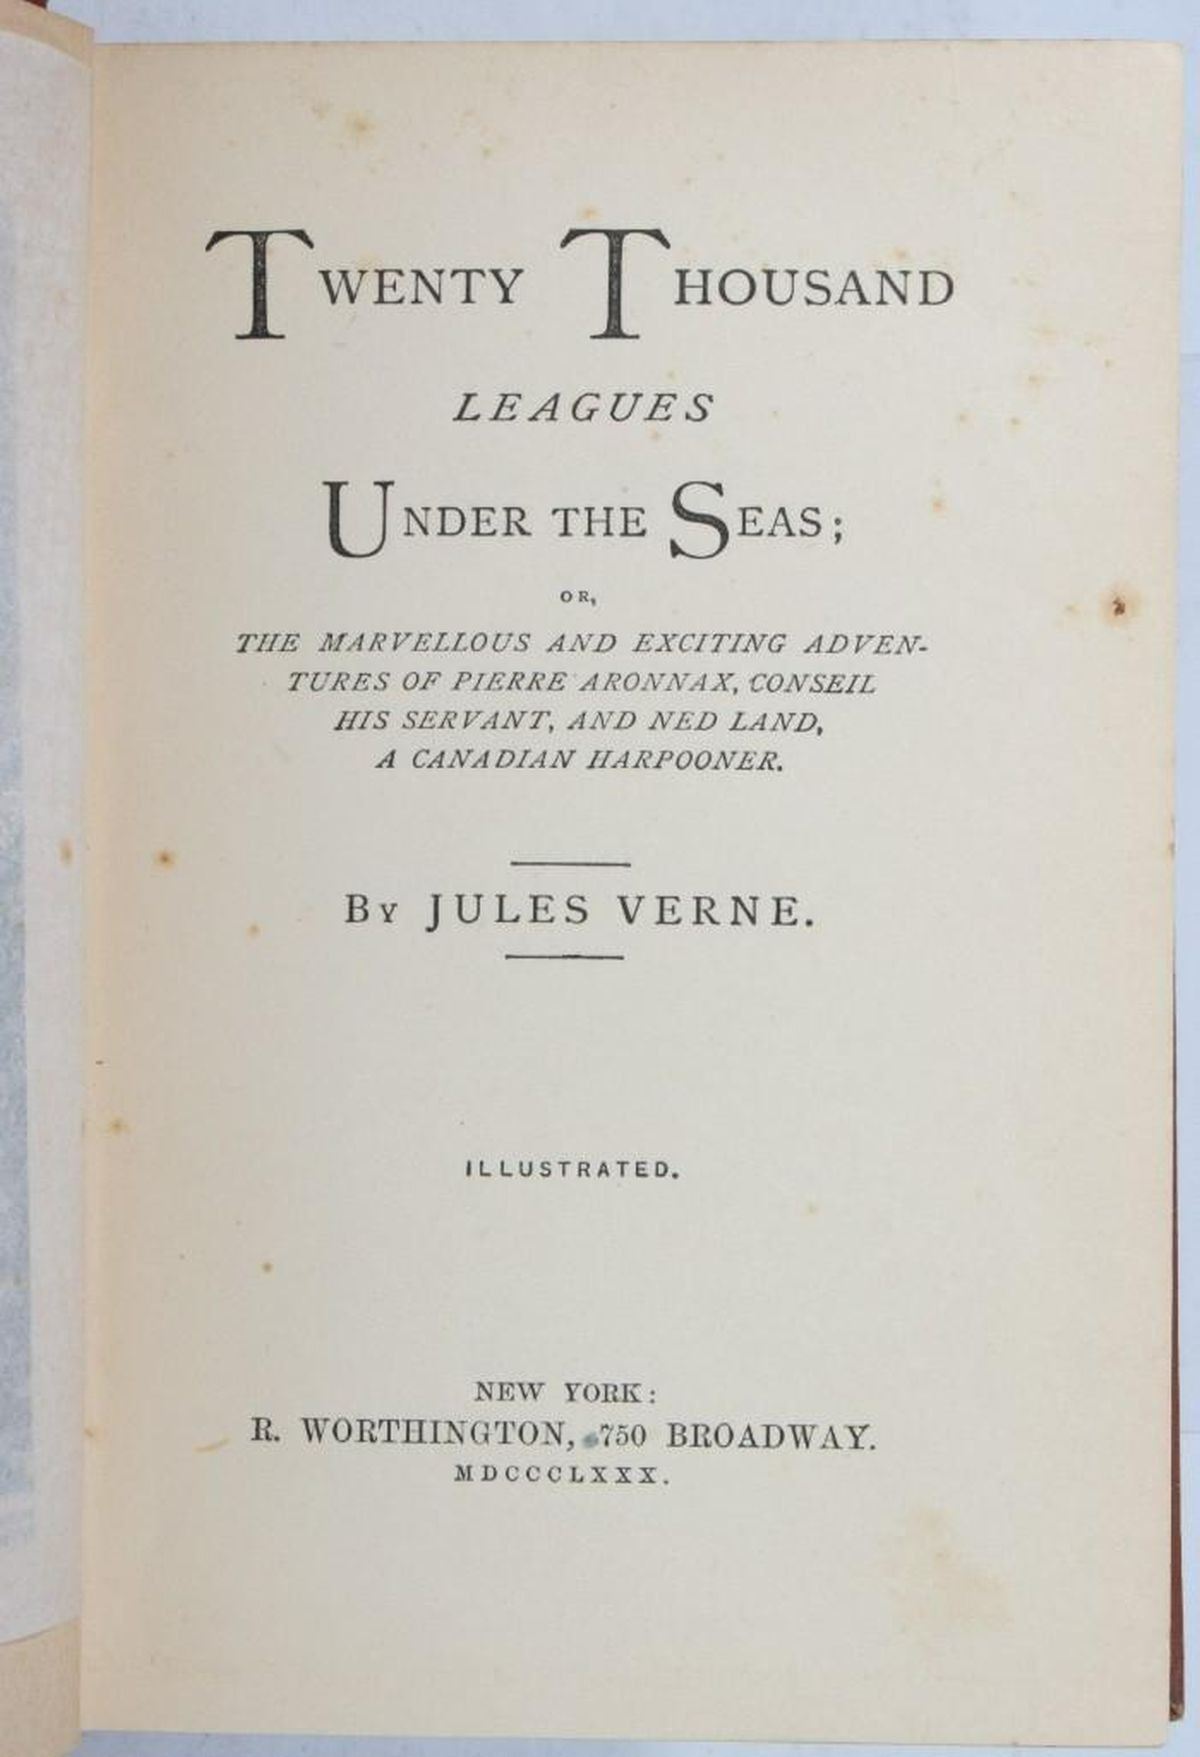 TWENTY THOUSAND
LEAGUES
UNDER THE SEAS;
OR,
THE MARVELLOUS AND EXCITING ADVEN-
TURES OF PIERRE ARONNAX, CONSEIL
HIS SERVANT, AND NED LAND,
A CANADIAN HARPOONER.
BY JULES VERNE.
ILLUSTRATED.
NEW YORK:
R. WORTHINGTON, 750 BROADWAY.
MDCCCLXXX.